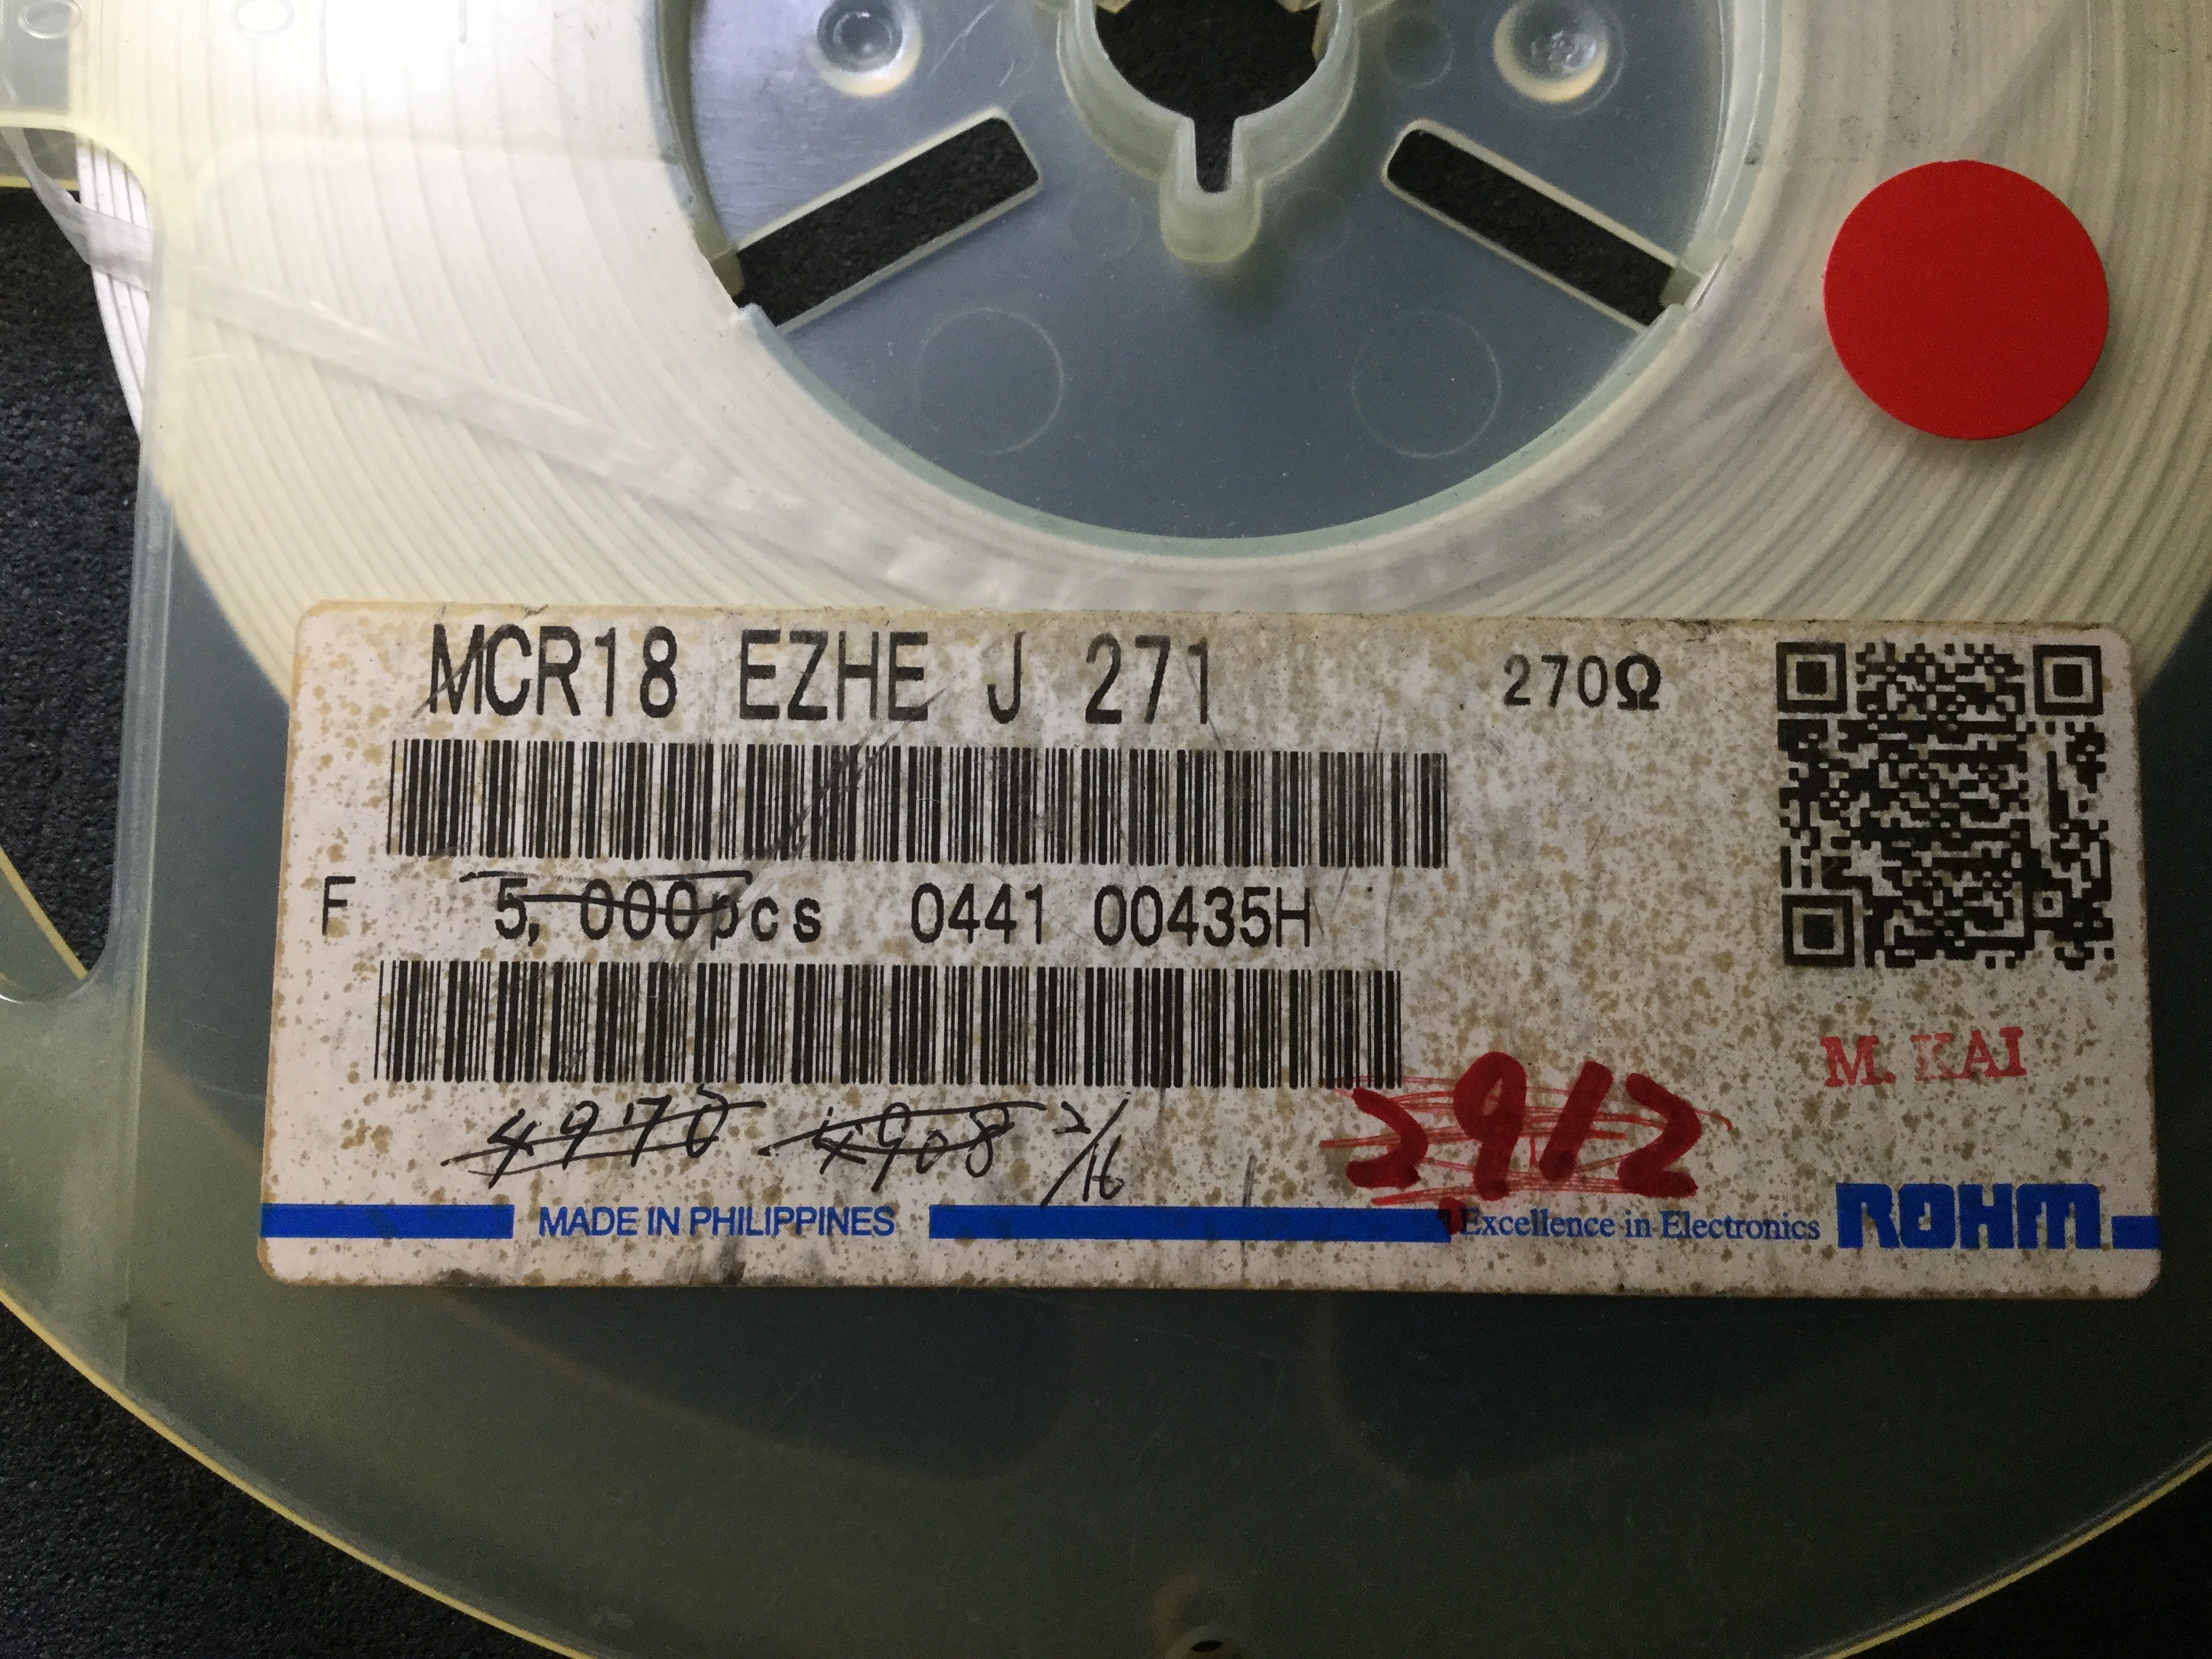 MCR18 EZHE J 271 270Ω
F 5,000pcs 0441 00435H
M. KAI
4970 4908 2/16 2912
MADE IN PHILIPPINES Excellence in Electronics ROHM